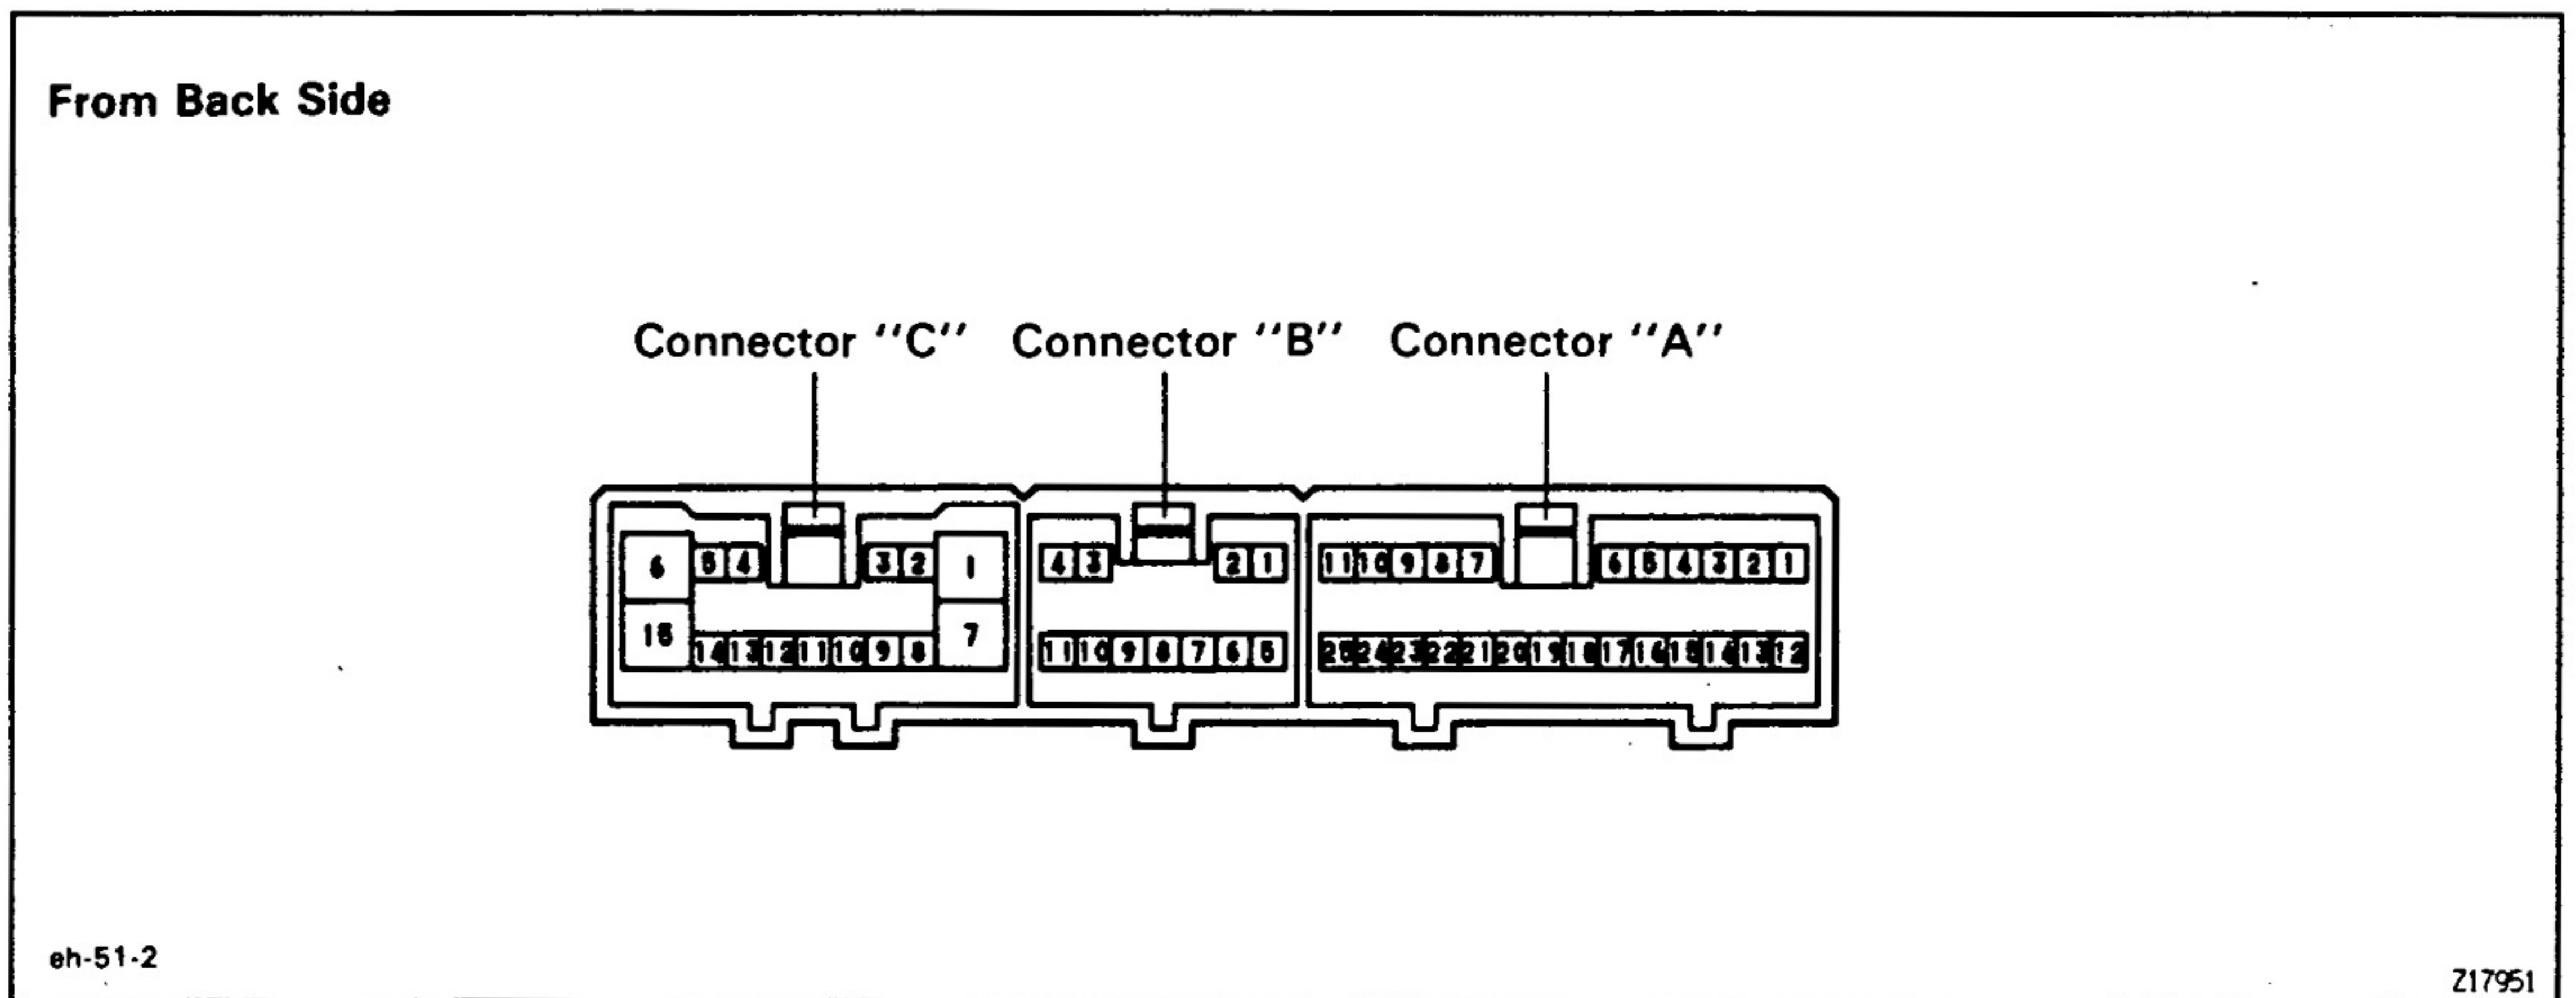 From Back Side
Connector "C" Connector "B" Connector "A"
6 5 4 3 2 1 4 3 2 1 11 10 9 8 7 6 5 4 3 2 1
15 14 13 12 11 10 9 8 7 11 10 9 8 7 6 5 25 24 23 22 21 20 19 18 17 16 15 14 13 12
eh-51-2
Z17951